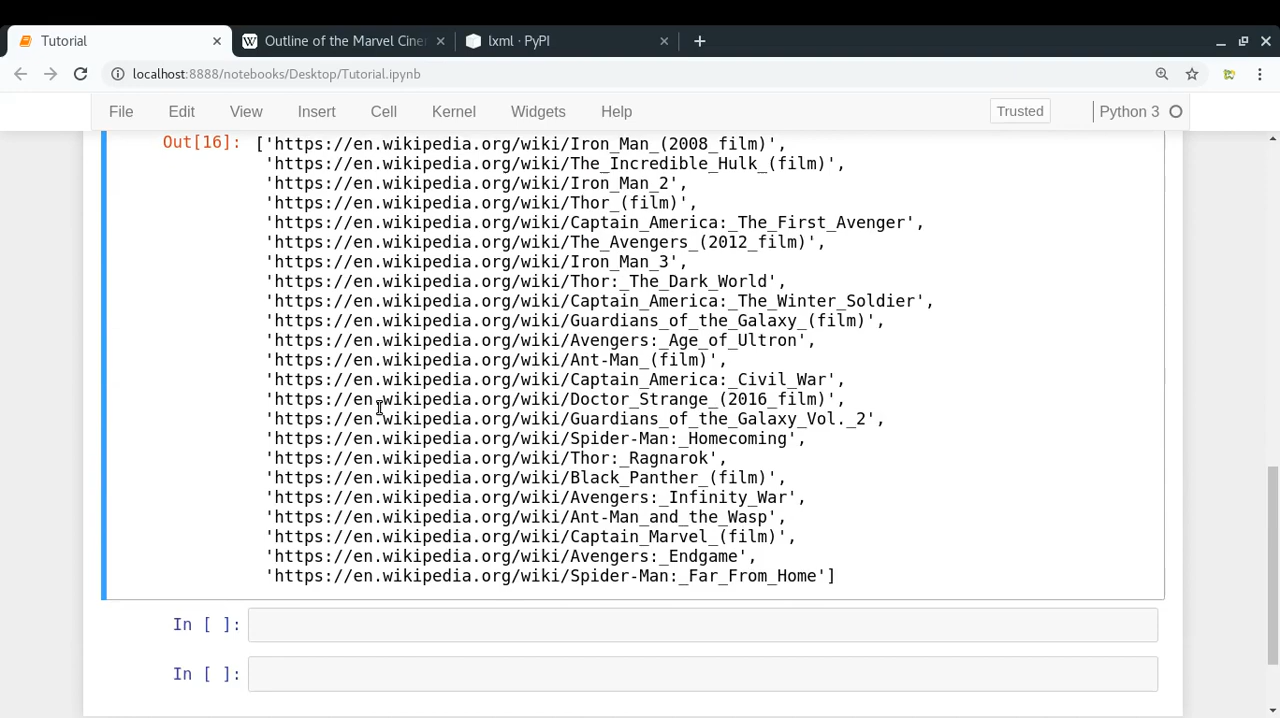 Tutorial
Outline of the Marvel Ciner
lxml · PyPI
localhost:8888/notebooks/Desktop/Tutorial.ipynb
File Edit View Insert Cell Kernel Widgets Help Trusted Python 3
Out[16]: ['https://en.wikipedia.org/wiki/Iron_Man_(2008_film)',
'https://en.wikipedia.org/wiki/The_Incredible_Hulk_(film)',
'https://en.wikipedia.org/wiki/Iron_Man_2',
'https://en.wikipedia.org/wiki/Thor_(film)',
'https://en.wikipedia.org/wiki/Captain_America:_The_First_Avenger',
'https://en.wikipedia.org/wiki/The_Avengers_(2012_film)',
'https://en.wikipedia.org/wiki/Iron_Man_3',
'https://en.wikipedia.org/wiki/Thor:_The_Dark_World',
'https://en.wikipedia.org/wiki/Captain_America:_The_Winter_Soldier',
'https://en.wikipedia.org/wiki/Guardians_of_the_Galaxy_(film)',
'https://en.wikipedia.org/wiki/Avengers:_Age_of_Ultron',
'https://en.wikipedia.org/wiki/Ant-Man_(film)',
'https://en.wikipedia.org/wiki/Captain_America:_Civil_War',
'https://en.wikipedia.org/wiki/Doctor_Strange_(2016_film)',
'https://en.wikipedia.org/wiki/Guardians_of_the_Galaxy_Vol._2',
'https://en.wikipedia.org/wiki/Spider-Man:_Homecoming',
'https://en.wikipedia.org/wiki/Thor:_Ragnarok',
'https://en.wikipedia.org/wiki/Black_Panther_(film)',
'https://en.wikipedia.org/wiki/Avengers:_Infinity_War',
'https://en.wikipedia.org/wiki/Ant-Man_and_the_Wasp',
'https://en.wikipedia.org/wiki/Captain_Marvel_(film)',
'https://en.wikipedia.org/wiki/Avengers:_Endgame',
'https://en.wikipedia.org/wiki/Spider-Man:_Far_From_Home']
In [ ]:
In [ ]: